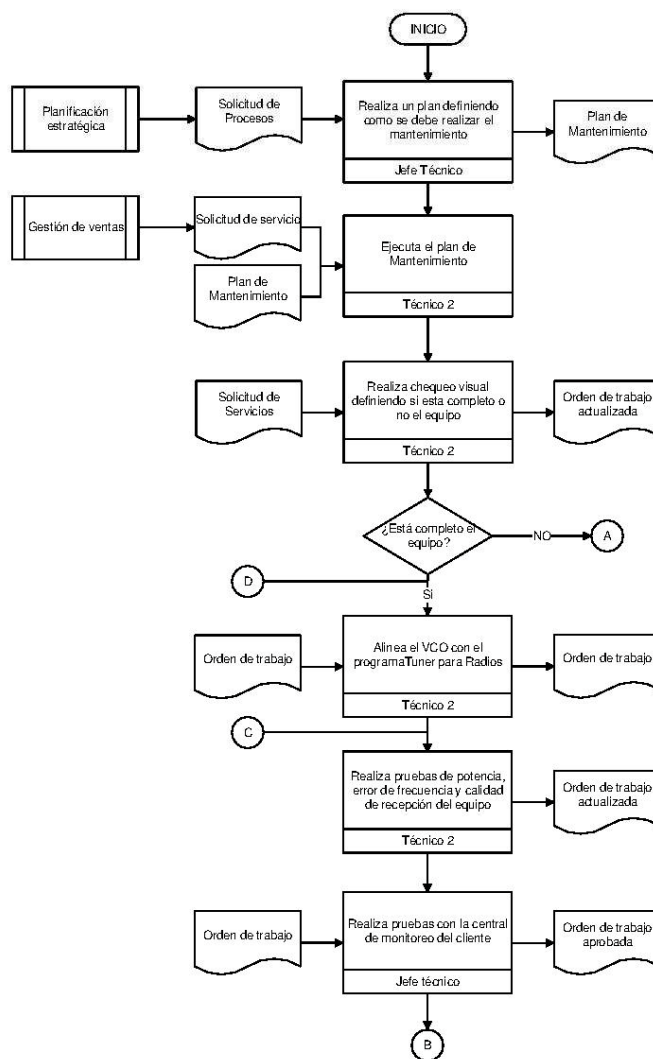 INICIO
Planificación
estratégica
Solicitud de
Procesos
Realiza un plan definiendo
como se debe realizar el
mantenimiento
Jefe Técnico
Plan de
Mantenimiento
Gestión de ventas
Solicitud de servicio
Plan de
Mantenimiento
Ejecuta el plan de
Mantenimiento
Técnico 2
Solicitud de
Servicios
Realiza chequeo visual
definiendo si esta completo o
no el equipo
Técnico 2
Orden de trabajo
actualizada
¿Está completo el
equipo?
NO
A
D
Si
Orden de trabajo
Alinea el VCO con el
programaTuner para Radios
Técnico 2
Orden de trabajo
C
Realiza pruebas de potencia,
error de frecuencia y calidad
de recepción del equipo
Técnico 2
Orden de trabajo
actualizada
Orden de trabajo
Realiza pruebas con la central
de monitoreo del cliente
Jefe técnico
Orden de trabajo
aprobada
B